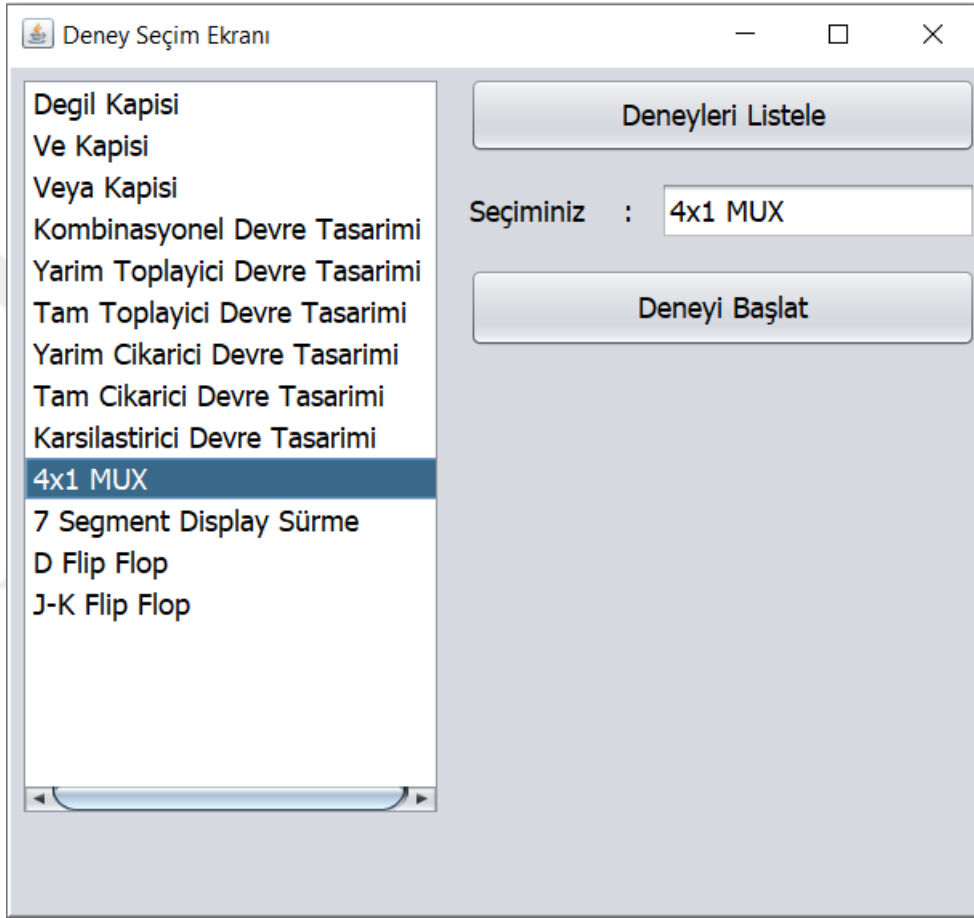 Deney Seçim Ekranı
Degil Kapisi
Ve Kapisi
Veya Kapisi
Kombinasyonel Devre Tasarimi
Yarim Toplayici Devre Tasarimi
Tam Toplayici Devre Tasarimi
Yarim Cikarici Devre Tasarimi
Tam Cikarici Devre Tasarimi
Karsilastirici Devre Tasarimi
4x1 MUX
7 Segment Display Sürme
D Flip Flop
J-K Flip Flop
Deneyleri Listele
Seçiminiz : 4x1 MUX
Deneyi Başlat